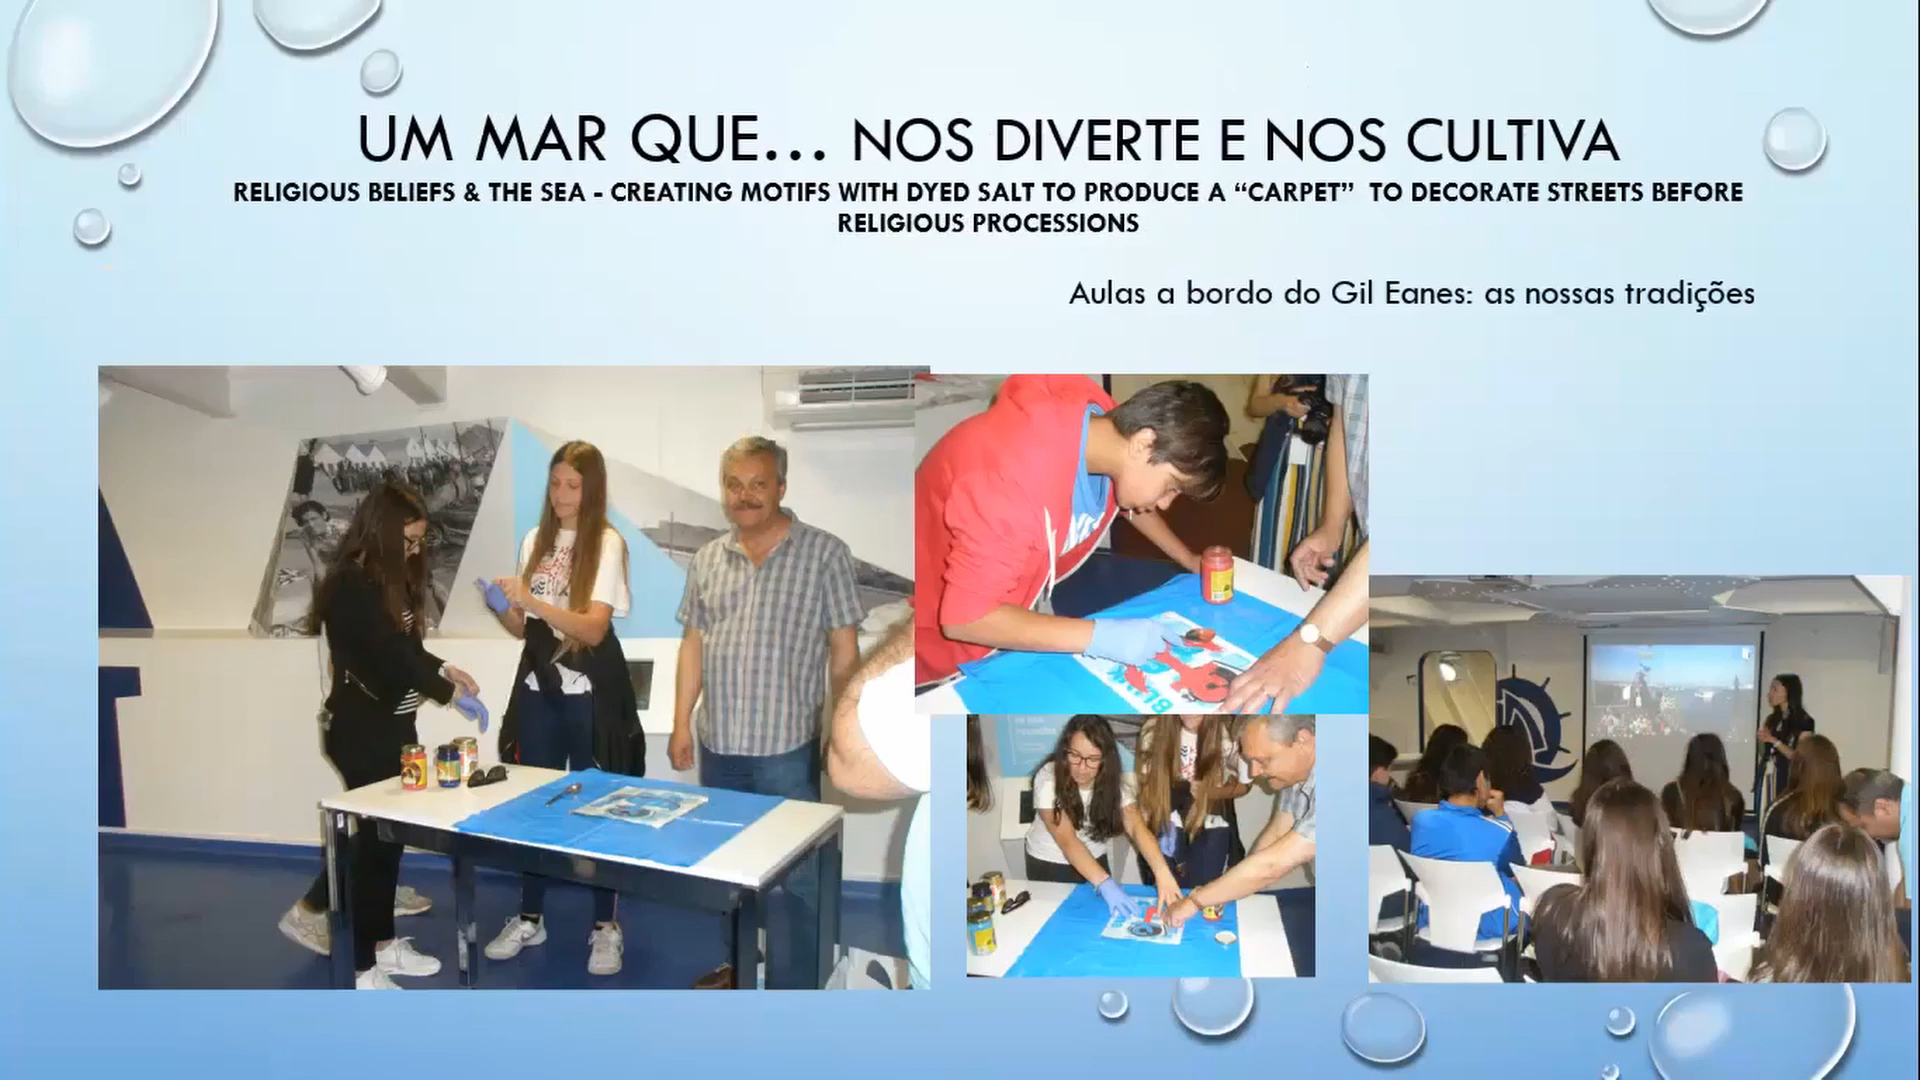 UM MAR QUE... NOS DIVERTE E NOS CULTIVA
RELIGIOUS BELIEFS & THE SEA - CREATING MOTIFS WITH DYED SALT TO PRODUCE A “CARPET” TO DECORATE STREETS BEFORE
RELIGIOUS PROCESSIONS
Aulas a bordo do Gil Eanes: as nossas tradições